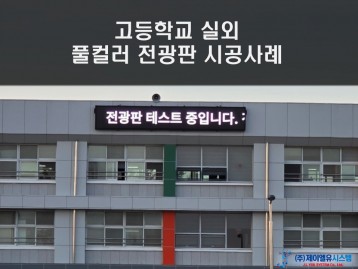 고등학교 실외
풀컬러 전광판 시공사례
전광판 테스트 중입니다.
(주)제이엘유시스템